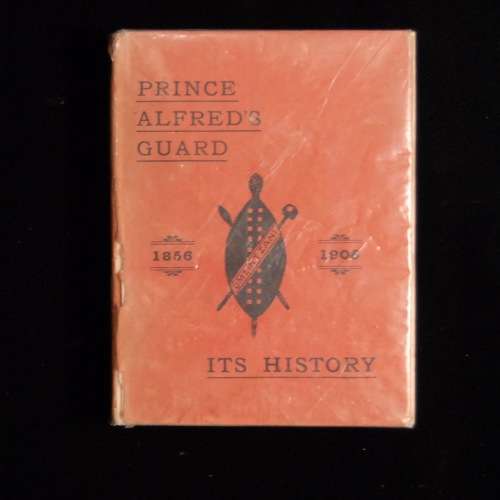 PRINCE
ALFRED'S
GUARD
1856
1906
ITS HISTORY